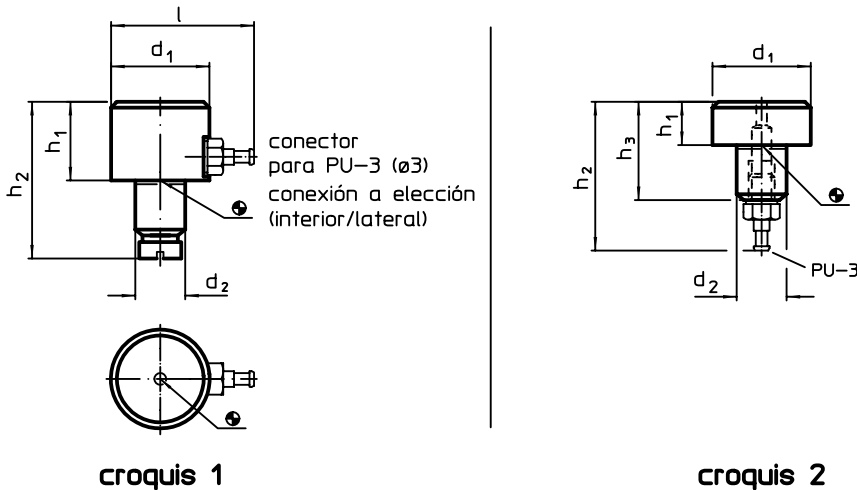 l
d₁
h₁
h₂
conector
para PU-3 (ø3)
conexión a elección
(interior/lateral)
d₂
croquis 1
d₁
h₁
h₃
h₂
PU-3
d₂
croquis 2